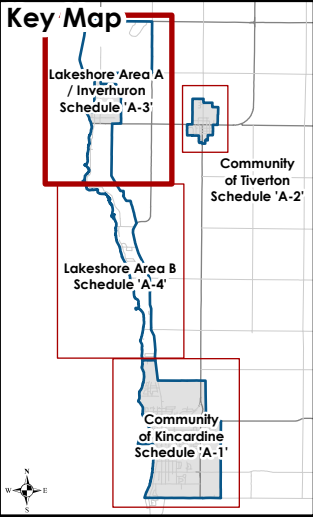 Key Map
Lakeshore Area A
/ Inverhuron
Schedule 'A-3'
Community
of Tiverton
Schedule 'A-2'
Lakeshore Area B
Schedule 'A-4'
Community
of Kincardine
Schedule 'A-1'
N
W E
S